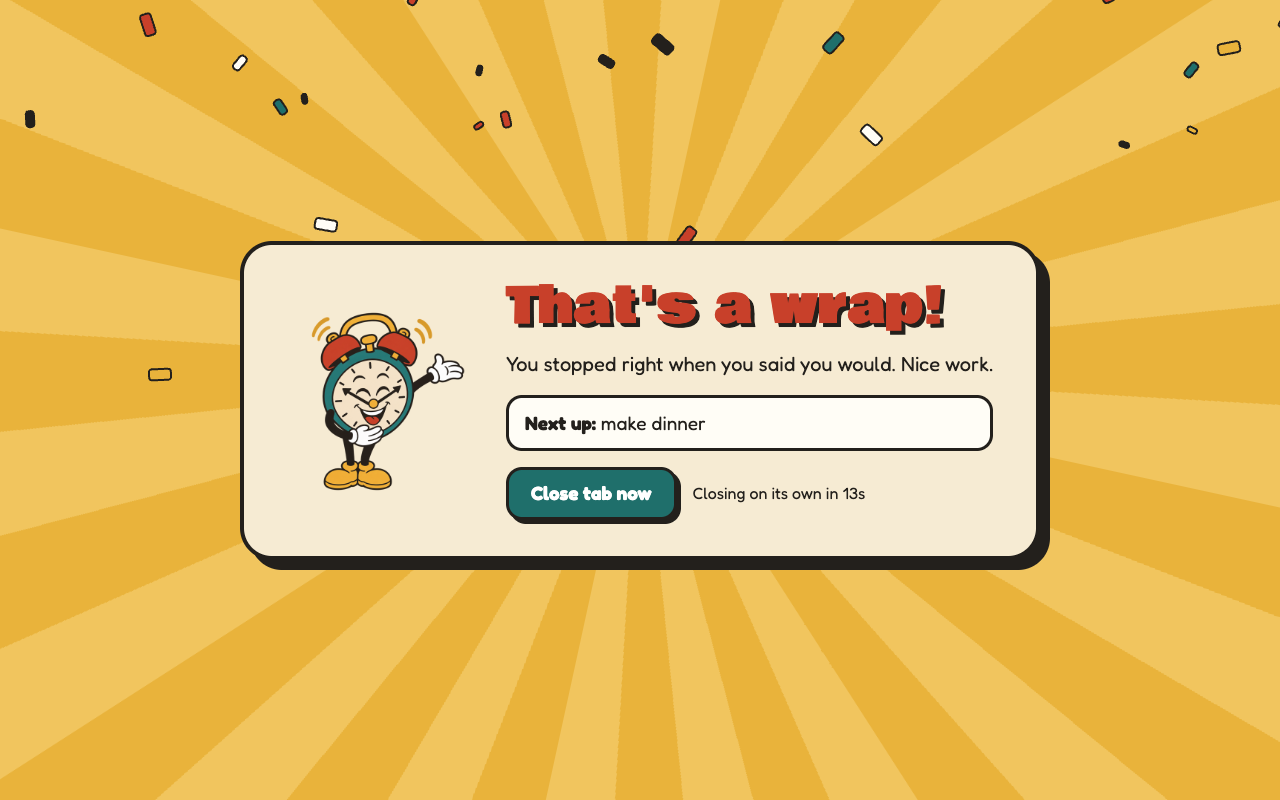 That's a wrap!
You stopped right when you said you would. Nice work.
Next up: make dinner
Close tab now
Closing on its own in 13s